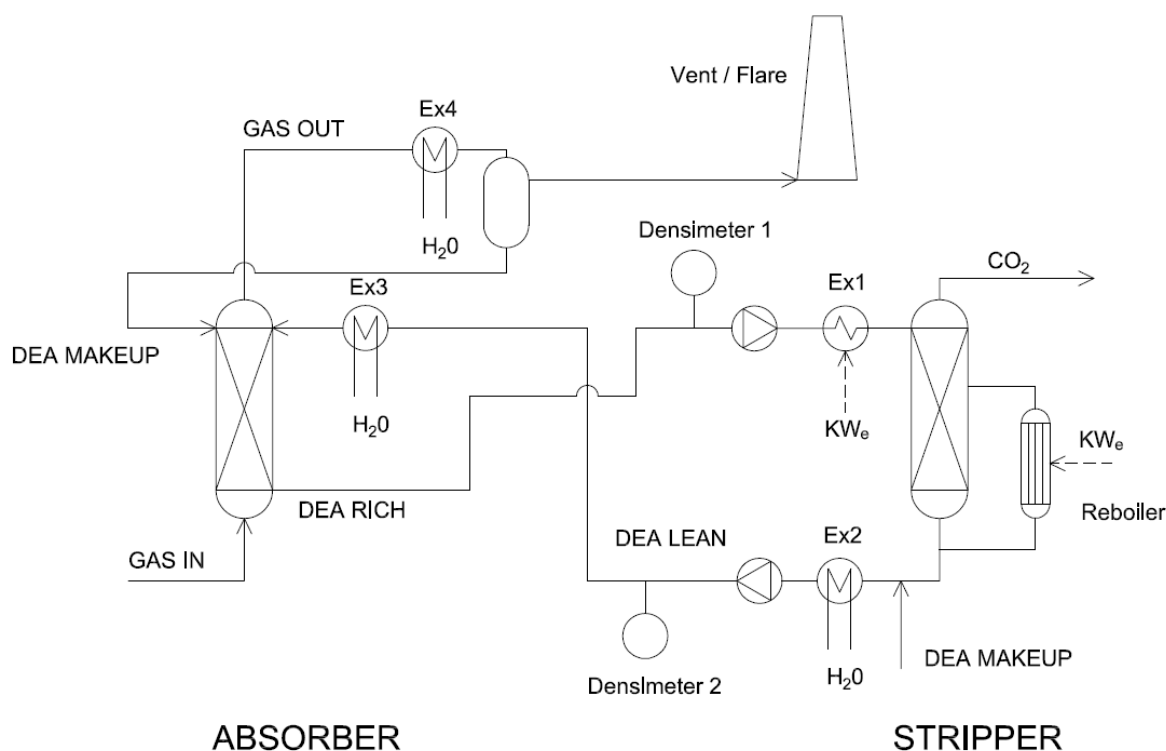 Vent / Flare
Ex4
GAS OUT
H₂0
Densimeter 1
CO₂
Ex3
Ex1
DEA MAKEUP
H₂0
KWₑ
KWₑ
DEA RICH
Reboiler
DEA LEAN
Ex2
GAS IN
DEA MAKEUP
Densimeter 2
H₂0
ABSORBER
STRIPPER